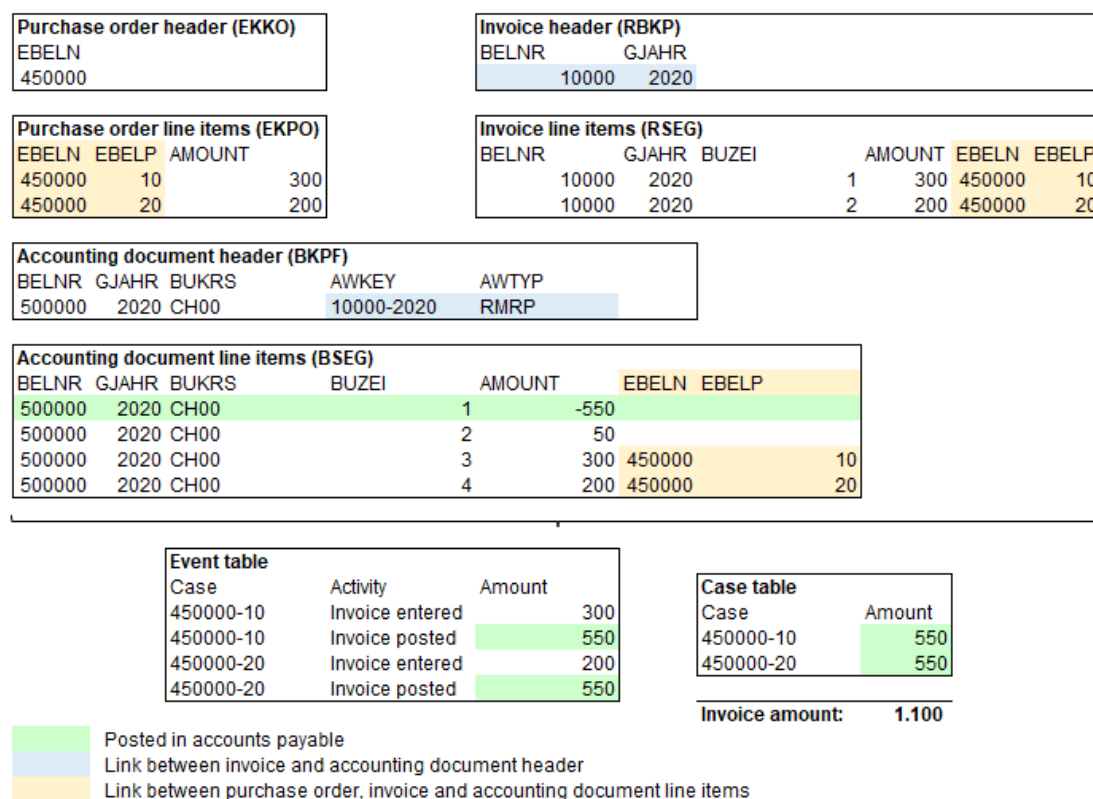 Purchase order header (EKKO)
EBELN
450000
Invoice header (RBKP)
BELNR GJAHR
10000 2020
Purchase order line items (EKPO)
EBELN EBELP AMOUNT
450000 10 300
450000 20 200
Invoice line items (RSEG)
BELNR GJAHR BUZEI AMOUNT EBELN EBELP
10000 2020 1 300 450000 10
10000 2020 2 200 450000 20
Accounting document header (BKPF)
BELNR GJAHR BUKRS AWKEY AWTYP
500000 2020 CH00 10000-2020 RMRP
Accounting document line items (BSEG)
BELNR GJAHR BUKRS BUZEI AMOUNT EBELN EBELP
500000 2020 CH00 1 -550
500000 2020 CH00 2 50
500000 2020 CH00 3 300 450000 10
500000 2020 CH00 4 200 450000 20
Event table
Case Activity Amount
450000-10 Invoice entered 300
450000-10 Invoice posted 550
450000-20 Invoice entered 200
450000-20 Invoice posted 550
Case table
Case Amount
450000-10 550
450000-20 550
Invoice amount: 1.100
Posted in accounts payable
Link between invoice and accounting document header
Link between purchase order, invoice and accounting document line items